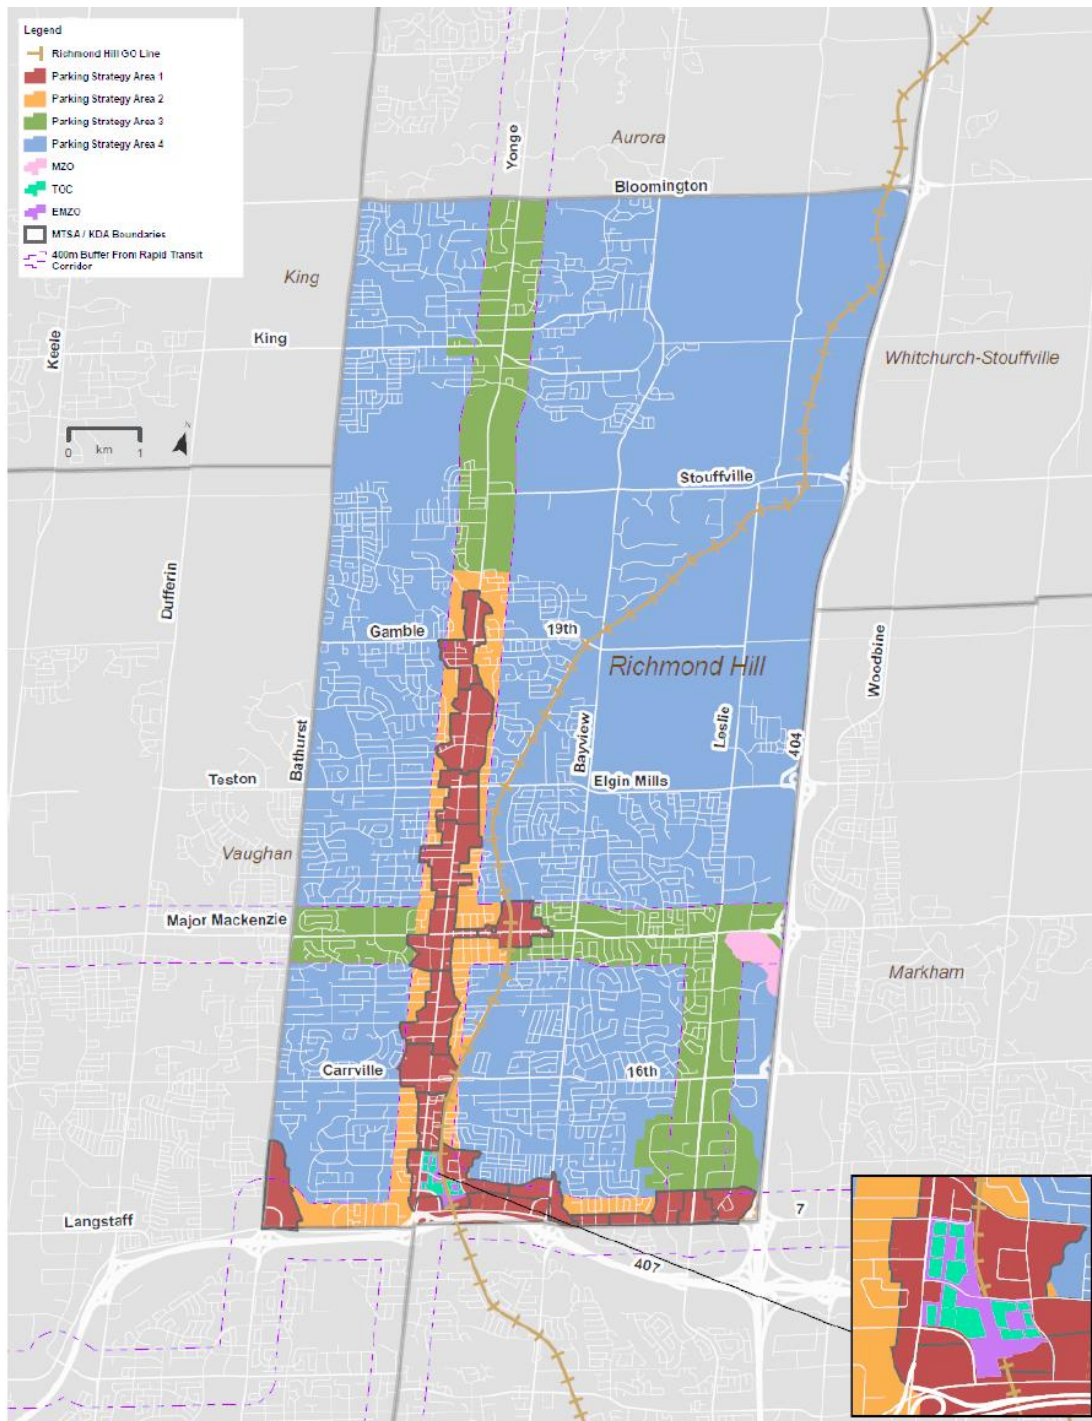 Legend
Richmond Hill GO Line
Parking Strategy Area 1
Parking Strategy Area 2
Parking Strategy Area 3
Parking Strategy Area 4
MZO
TOC
EMZO
MTSA / KDA Boundaries
400m Buffer From Rapid Transit
Corridor
Yonge
Aurora
Bloomington
King
King
Keele
Whitchurch-Stouffville
N
0 km 1
Stouffville
Dufferin
Gamble
19th
Richmond Hill
Woodbine
Bathurst
Bayview
Leslie
404
Teston
Elgin Mills
Vaughan
Major Mackenzie
Markham
Carrville
16th
Langstaff
7
407